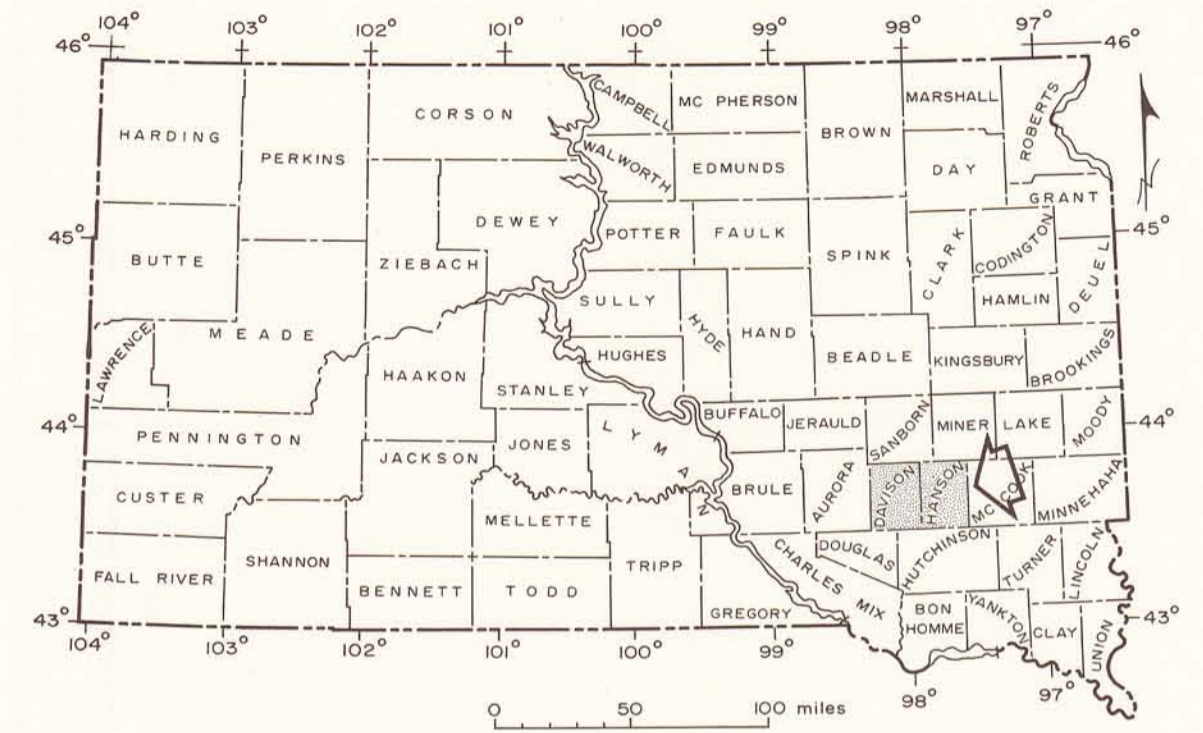 104° 103° 102° 101° 100° 99° 98° 97°
46° 46°
HARDING
PERKINS
CORSON
CAMPBELL
MC PHERSON
BROWN
MARSHALL
ROBERTS
WALWORTH
EDMUNDS
DAY
GRANT
45° 45°
BUTTE
DEWEY
ZIEBACH
POTTER
FAULK
SPINK
CLARK
CODINGTON
DEUEL
HAMLIN
LAWRENCE
MEADE
SULLY
HYDE
HAND
HUGHES
BEADLE
KINGSBURY
BROOKINGS
HAAKON
STANLEY
44° 44°
PENNINGTON
JACKSON
JONES
LYMAN
BUFFALO
JERAULD
SANBORN
MINER
LAKE
MOODY
CUSTER
MELLETTE
BRULE
AURORA
DAVISON
HANSON
MC COOK
MINNEHAHA
FALL RIVER
SHANNON
BENNETT
TODD
TRIPP
GREGORY
CHARLES MIX
DOUGLAS
HUTCHINSON
TURNER
LINCOLN
43° 43°
BON
HOMME
YANKTON
CLAY
UNION
104° 103° 102° 101° 100° 99° 98° 97°
0 50 100 miles